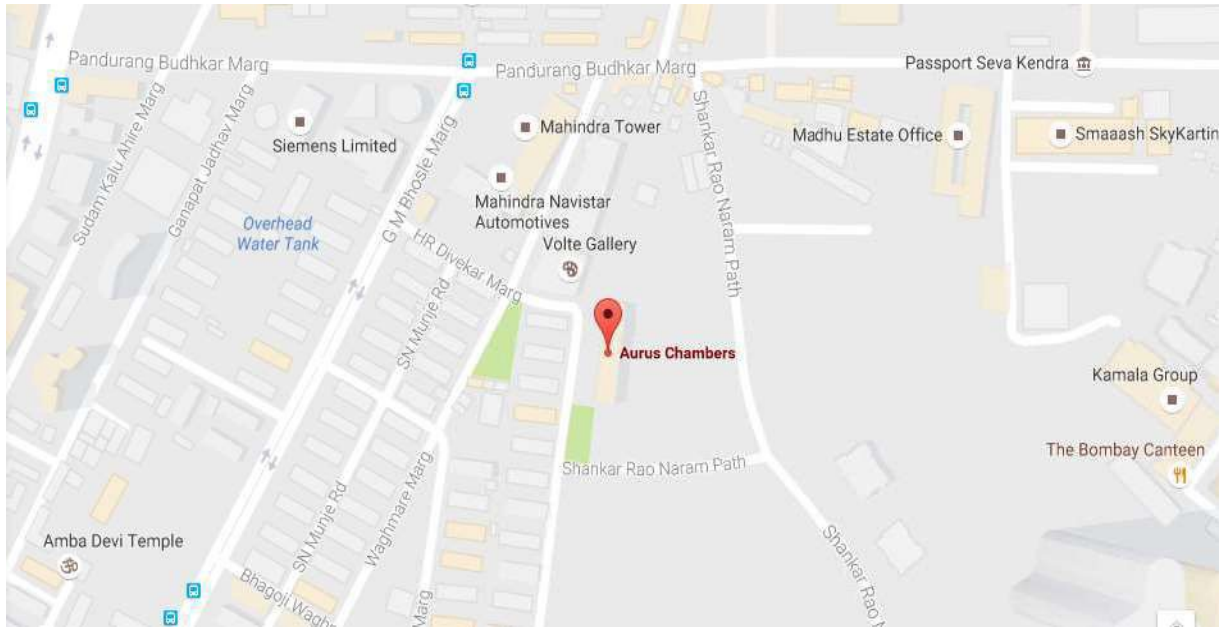 Pandurang Budhkar Marg
Pandurang Budhkar Marg
Passport Seva Kendra
Sudam Kalu Ahire Marg
Ganapat Jadhav Marg
Siemens Limited
G M Bhosle Marg
Mahindra Tower
Shankar Rao Naram Path
Madhu Estate Office
Smaaash SkyKartin
Mahindra Navistar
Automotives
Overhead
Water Tank
HR Divekar Marg
Volte Gallery
SN Munje Rd
Aurus Chambers
Kamala Group
The Bombay Canteen
Shankar Rao Naram Path
Waghmare Marg
SN Munje Rd
Amba Devi Temple
Bhagoji Waghm
Marg
Shankar Rao N